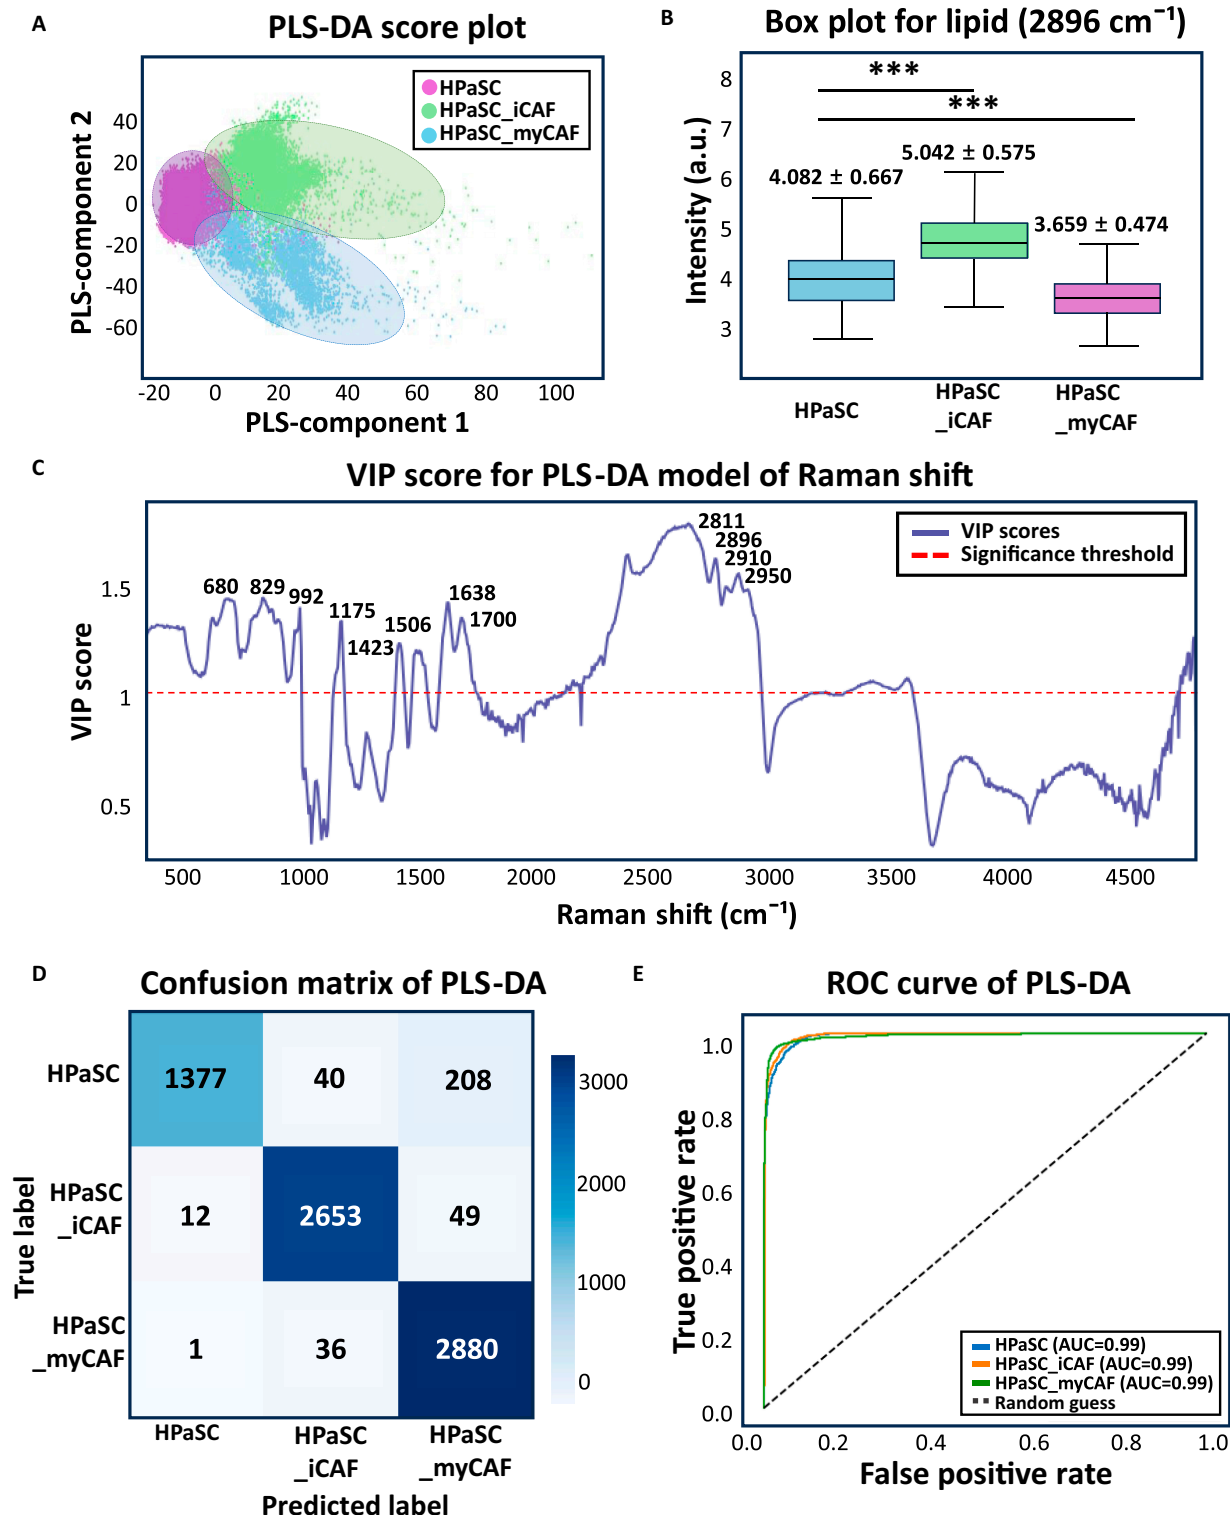 A
PLS-DA score plot
PLS-component 2
40
20
0
-20
-40
-60
HPaSC
HPaSC_iCAF
HPaSC_myCAF
-20 0 20 40 60 80 100
PLS-component 1
B
Box plot for lipid (2896 cm⁻¹)
Intensity (a.u.)
8
7
6
5
4
3
***
***
4.082 ± 0.667
5.042 ± 0.575
3.659 ± 0.474
HPaSC
HPaSC
_iCAF
HPaSC
_myCAF
C
VIP score for PLS-DA model of Raman shift
VIP score
1.5
1
0.5
680
829
992
1175
1423
1506
1638
1700
2811
2896
2910
2950
VIP scores
Significance threshold
500 1000 1500 2000 2500 3000 3500 4000 4500
Raman shift (cm⁻¹)
D
Confusion matrix of PLS-DA
True label
HPaSC
HPaSC
_iCAF
HPaSC
_myCAF
1377 40 208
12 2653 49
1 36 2880
3000
2000
1000
0
HPaSC
HPaSC
_iCAF
HPaSC
_myCAF
Predicted label
E
ROC curve of PLS-DA
True positive rate
1.0
0.8
0.6
0.4
0.2
0.0
HPaSC (AUC=0.99)
HPaSC_iCAF (AUC=0.99)
HPaSC_myCAF (AUC=0.99)
Random guess
0.0 0.2 0.4 0.6 0.8 1.0
False positive rate